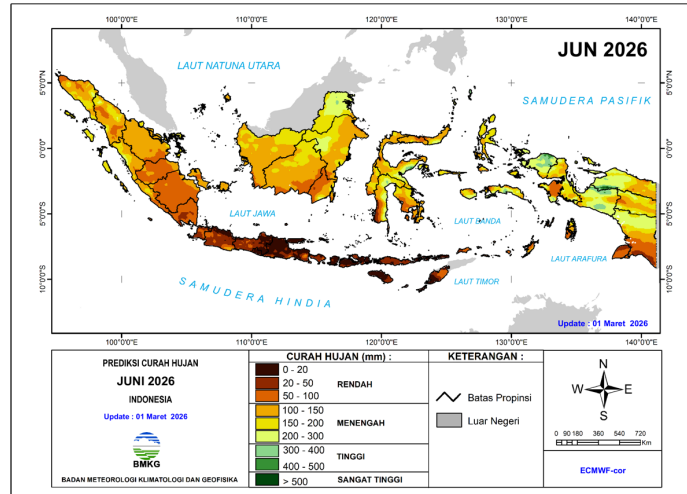 100°0'0"E 110°0'0"E 120°0'0"E 130°0'0"E 140°0'0"E
JUN 2026
LAUT NATUNA UTARA
5°0'0"N
5°0'0"N
SAMUDERA PASIFIK
0°0'0"
0°0'0"
5°0'0"S
5°0'0"S
LAUT JAWA
LAUT BANDA
LAUT ARAFURA
10°0'0"S
10°0'0"S
SAMUDERA HINDIA
LAUT TIMOR
Update : 01 Maret 2026
100°0'0"E 110°0'0"E 120°0'0"E 130°0'0"E 140°0'0"E
PREDIKSI CURAH HUJAN
JUNI 2026
INDONESIA
Update : 01 Maret 2026
BMKG
BADAN METEOROLOGI KLIMATOLOGI DAN GEOFISIKA
CURAH HUJAN (mm) :
0 - 20
20 - 50 RENDAH
50 - 100
100 - 150
150 - 200 MENENGAH
200 - 300
300 - 400 TINGGI
400 - 500
> 500 SANGAT TINGGI
KETERANGAN :
Batas Propinsi
Luar Negeri
N
W E
S
0 90 180 360 540 720
Km
ECMWF-cor